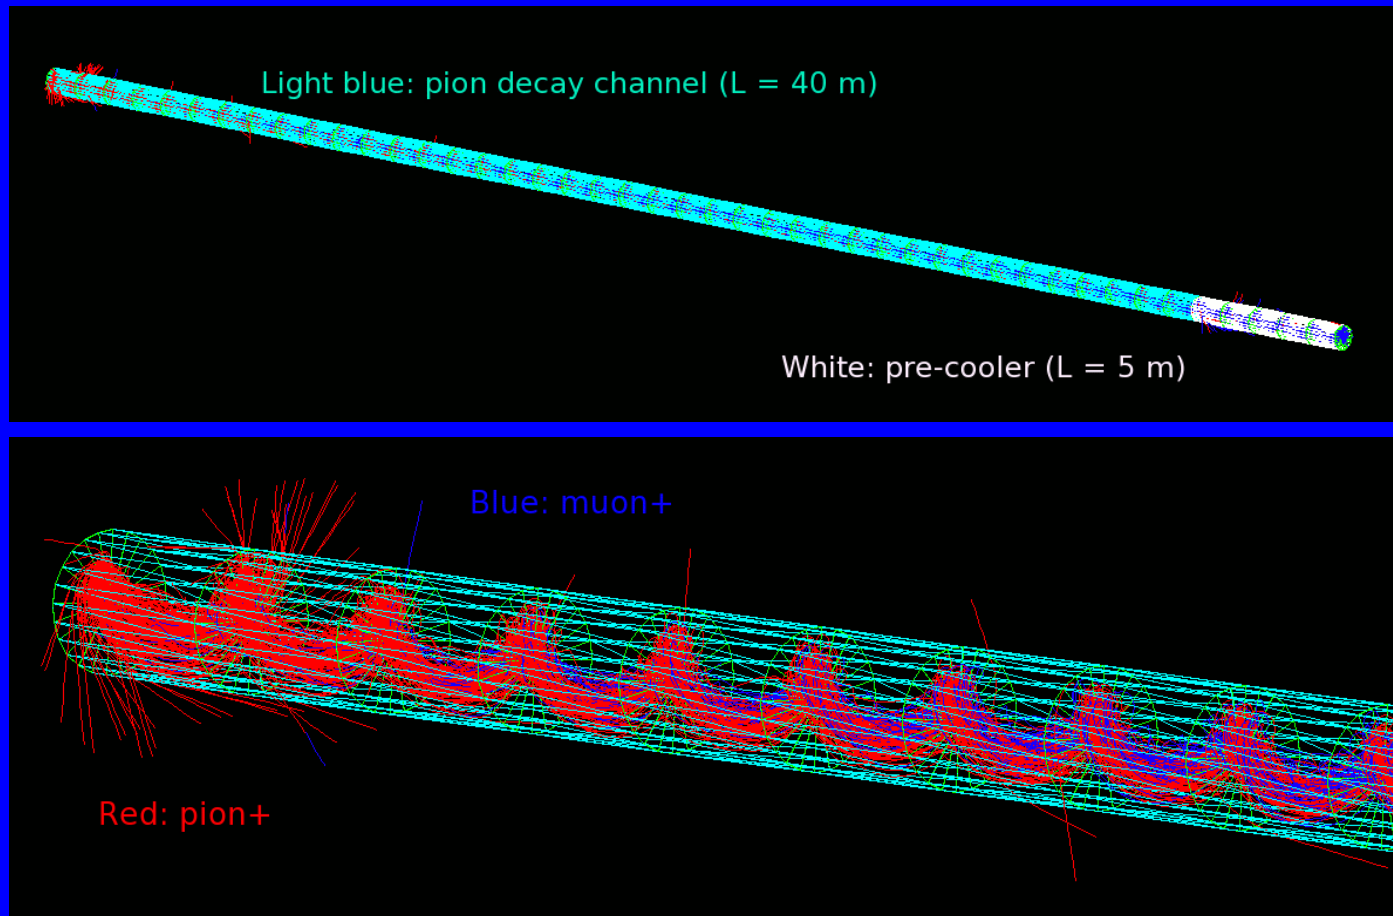 Light blue: pion decay channel (L = 40 m)
White: pre-cooler (L = 5 m)
Blue: muon+
Red: pion+